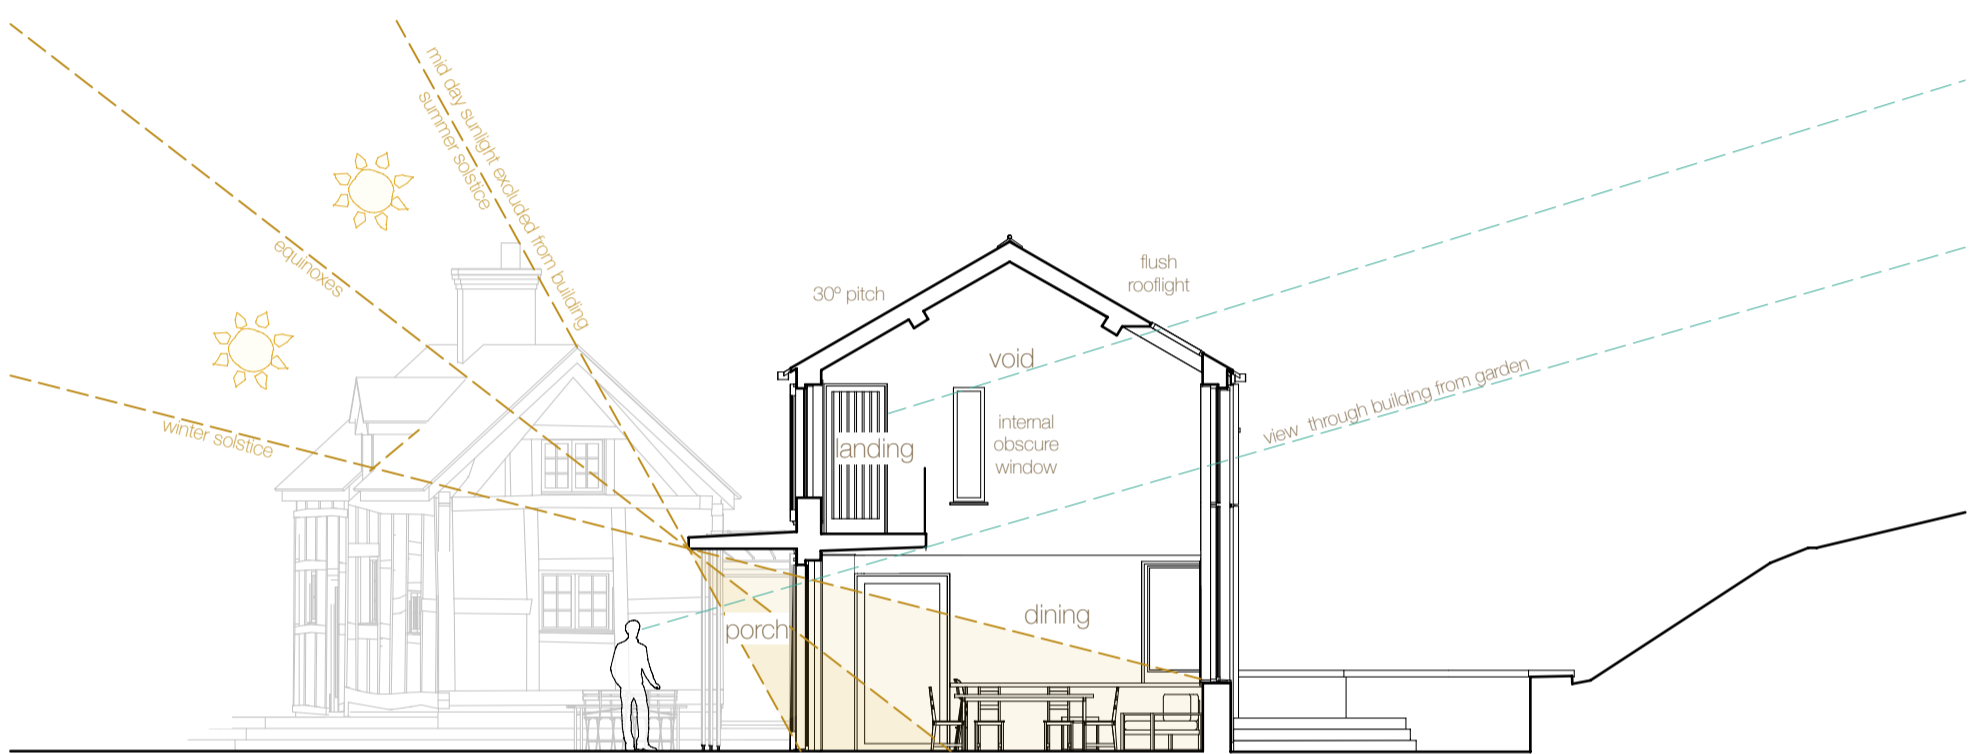 mid day sunlight excluded from building
summer solstice
equinoxes
winter solstice
30º pitch
flush
rooflight
void
landing
internal
obscure
window
view through building from garden
porch
dining